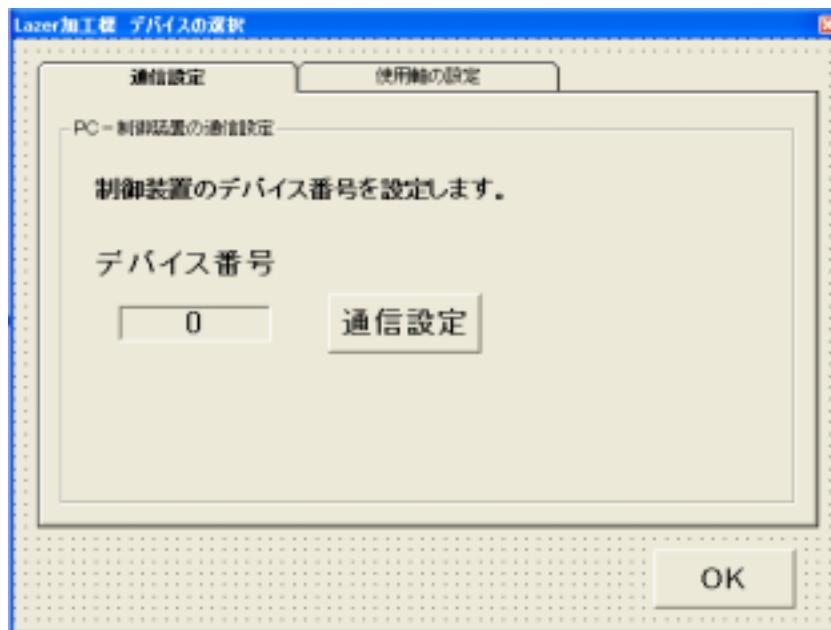 Lazer加工機 デバイスの選択
通信設定
使用軸の設定
PC-制御装置の通信設定
制御装置のデバイス番号を設定します。
デバイス番号
0
通信設定
OK